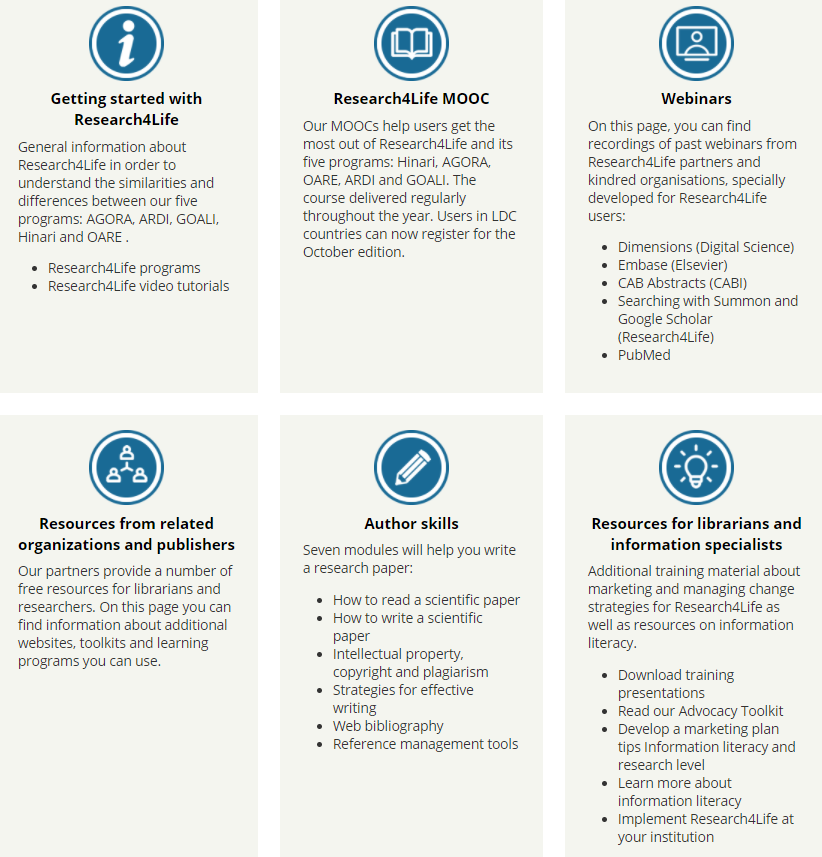 Getting started with
Research4Life
General information about
Research4Life in order to
understand the similarities and
differences between our five
programs: AGORA, ARDI, GOALI,
Hinari and OARE .
• Research4Life programs
• Research4Life video tutorials
Research4Life MOOC
Our MOOCs help users get the
most out of Research4Life and its
five programs: Hinari, AGORA,
OARE, ARDI and GOALI. The
course delivered regularly
throughout the year. Users in LDC
countries can now register for the
October edition.
Webinars
On this page, you can find
recordings of past webinars from
Research4Life partners and
kindred organisations, specially
developed for Research4Life
users:
• Dimensions (Digital Science)
• Embase (Elsevier)
• CAB Abstracts (CABI)
• Searching with Summon and
Google Scholar
(Research4Life)
• PubMed
Resources from related
organizations and publishers
Our partners provide a number of
free resources for librarians and
researchers. On this page you can
find information about additional
websites, toolkits and learning
programs you can use.
Author skills
Seven modules will help you write
a research paper:
• How to read a scientific paper
• How to write a scientific
paper
• Intellectual property,
copyright and plagiarism
• Strategies for effective
writing
• Web bibliography
• Reference management tools
Resources for librarians and
information specialists
Additional training material about
marketing and managing change
strategies for Research4Life as
well as resources on information
literacy.
• Download training
presentations
• Read our Advocacy Toolkit
• Develop a marketing plan
tips Information literacy and
research level
• Learn more about
information literacy
• Implement Research4Life at
your institution